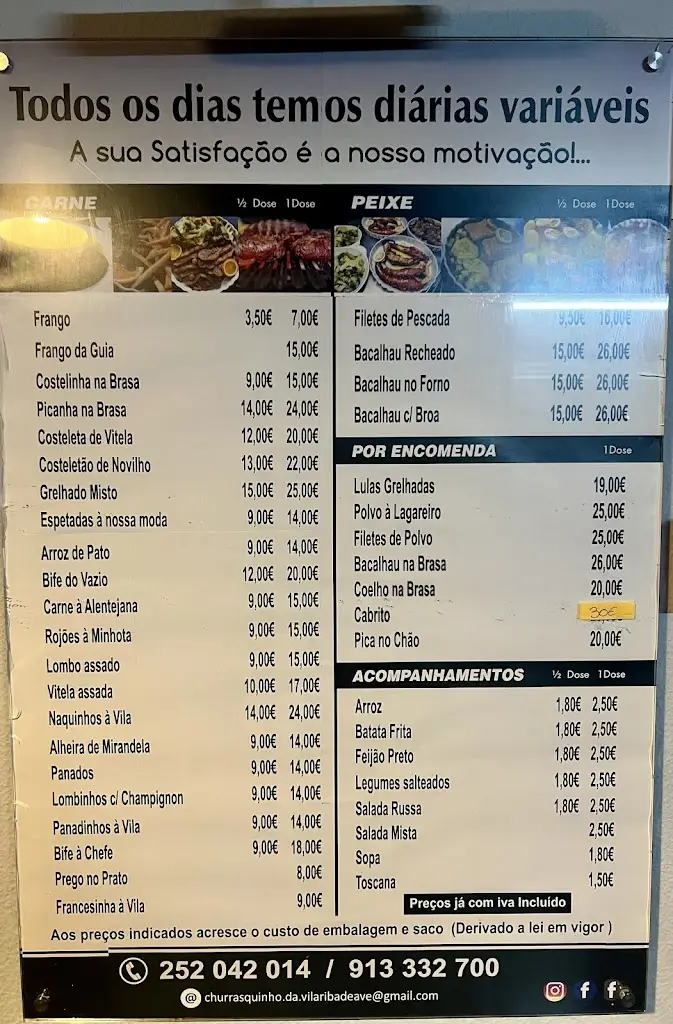 Todos os dias temos diárias variáveis
A sua Satisfação é a nossa motivação!...
CARNE ½ Dose 1Dose
Frango 3,50€ 7,00€
Frango da Guia 15,00€
Costelinha na Brasa 9,00€ 15,00€
Picanha na Brasa 14,00€ 24,00€
Costeleta de Vitela 12,00€ 20,00€
Costeletão de Novilho 13,00€ 22,00€
Grelhado Misto 15,00€ 25,00€
Espetadas à nossa moda 9,00€ 14,00€
Arroz de Pato 9,00€ 14,00€
Bife do Vazio 12,00€ 20,00€
Carne à Alentejana 9,00€ 15,00€
Rojões à Minhota 9,00€ 15,00€
Lombo assado 9,00€ 15,00€
Vitela assada 10,00€ 17,00€
Naquinhos à Vila 14,00€ 24,00€
Alheira de Mirandela 9,00€ 14,00€
Panados 9,00€ 14,00€
Lombinhos c/ Champignon 9,00€ 14,00€
Panadinhos à Vila 9,00€ 14,00€
Bife à Chefe 9,00€ 18,00€
Prego no Prato 8,00€
Francesinha à Vila 9,00€
PEIXE ½ Dose 1Dose
Filetes de Pescada 9,50€ 16,00€
Bacalhau Recheado 15,00€ 26,00€
Bacalhau no Forno 15,00€ 26,00€
Bacalhau c/ Broa 15,00€ 26,00€
POR ENCOMENDA 1Dose
Lulas Grelhadas 19,00€
Polvo à Lagareiro 25,00€
Filetes de Polvo 25,00€
Bacalhau na Brasa 26,00€
Coelho na Brasa 20,00€
Cabrito 30€
Pica no Chão 20,00€
ACOMPANHAMENTOS ½ Dose 1Dose
Arroz 1,80€ 2,50€
Batata Frita 1,80€ 2,50€
Feijão Preto 1,80€ 2,50€
Legumes salteados 1,80€ 2,50€
Salada Russa 1,80€ 2,50€
Salada Mista 2,50€
Sopa 1,80€
Toscana 1,50€
Preços já com iva Incluído
Aos preços indicados acresce o custo de embalagem e saco (Derivado a lei em vigor )
252 042 014 / 913 332 700
@ churrasquinho.da.vilaribadeave@gmail.com